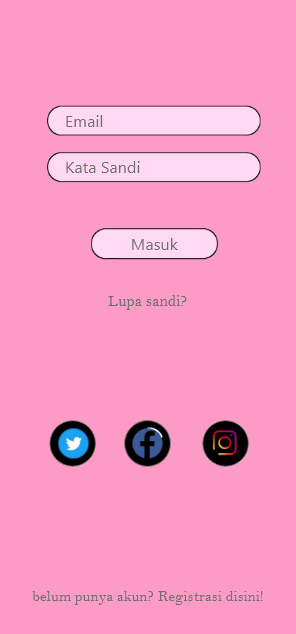 Email
Kata Sandi
Masuk
Lupa sandi?
belum punya akun? Registrasi disini!